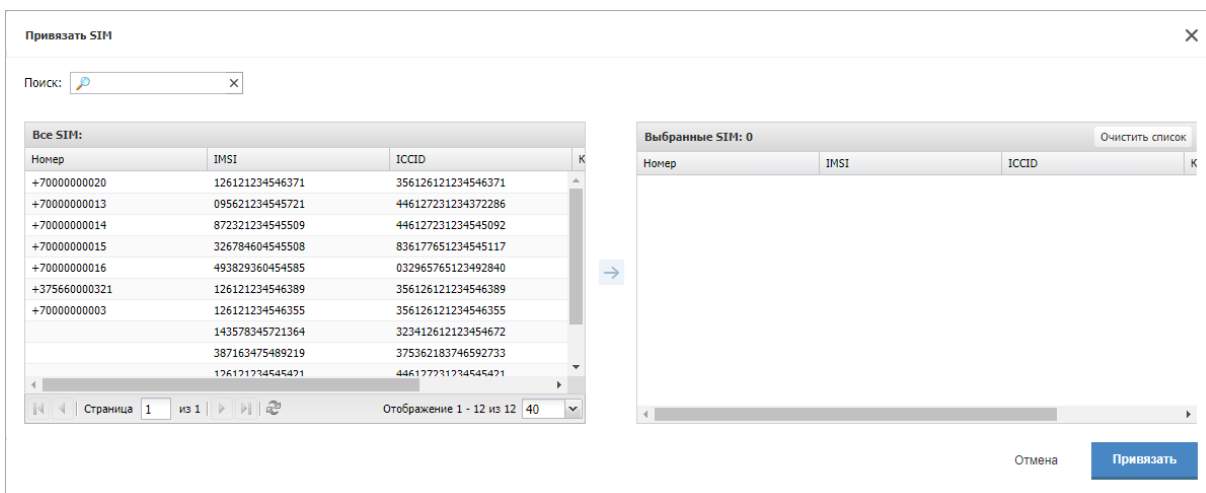 Привязать SIM
Поиск:
Все SIM:
Номер IMSI ICCID К
+70000000020 126121234546371 356126121234546371
+70000000013 095621234545721 446127231234372286
+70000000014 872321234545509 446127231234545092
+70000000015 326784604545508 836177651234545117
+70000000016 493829360454585 032965765123492840
+375660000321 126121234546389 356126121234546389
+70000000003 126121234546355 356126121234546355
143578345721364 323412612123454672
387163475489219 375362183746592733
126121234545421 446127231234545421
Страница 1 из 1 Отображение 1 - 12 из 12 40
Выбранные SIM: 0 Очистить список
Номер IMSI ICCID К
Отмена Привязать